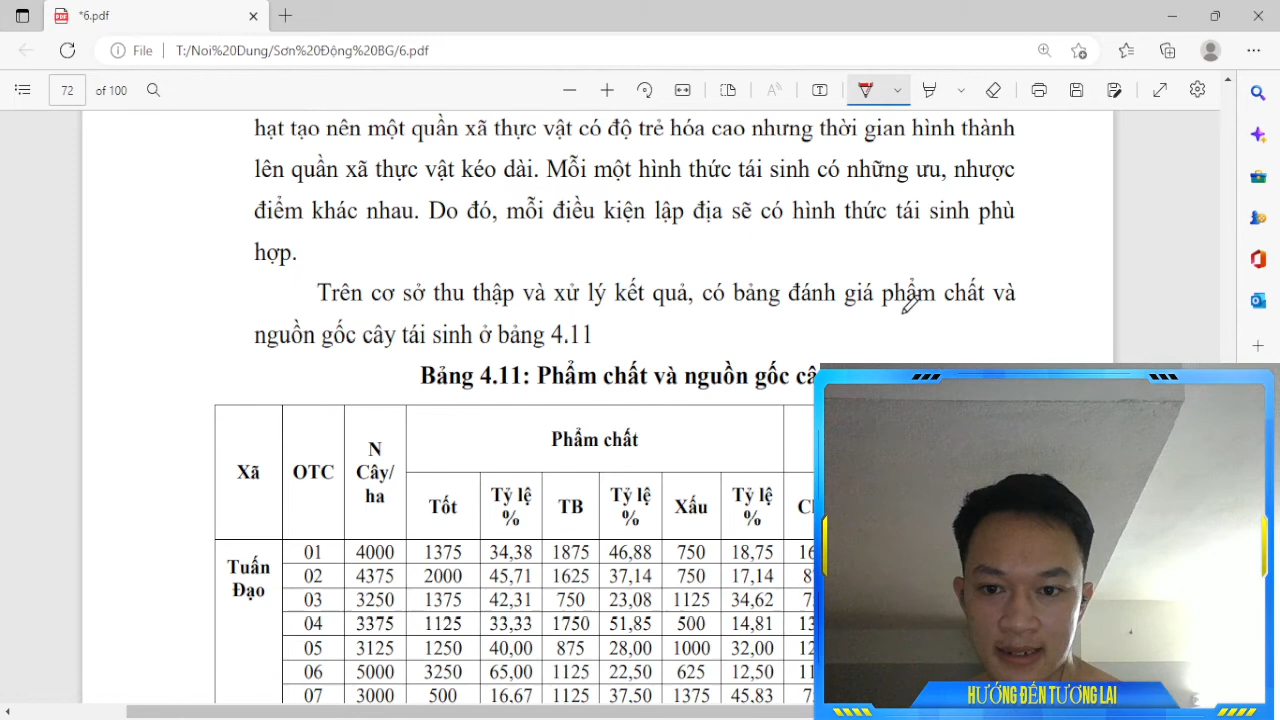 *6.pdf
File T:/Noi%20Dung/Sơn%20Động%20BG/6.pdf
72 of 100
hạt tạo nên một quần xã thực vật có độ trẻ hóa cao nhưng thời gian hình thành
lên quần xã thực vật kéo dài. Mỗi một hình thức tái sinh có những ưu, nhược
điểm khác nhau. Do đó, mỗi điều kiện lập địa sẽ có hình thức tái sinh phù
hợp.
Trên cơ sở thu thập và xử lý kết quả, có bảng đánh giá phẩm chất và
nguồn gốc cây tái sinh ở bảng 4.11
Bảng 4.11: Phẩm chất và nguồn gốc
Xã OTC N Cây/ ha Phẩm chất
Tốt Tỷ lệ % TB Tỷ lệ % Xấu Tỷ lệ %
Tuấn Đạo
01 4000 1375 34,38 1875 46,88 750 18,75
02 4375 2000 45,71 1625 37,14 750 17,14
03 3250 1375 42,31 750 23,08 1125 34,62
04 3375 1125 33,33 1750 51,85 500 14,81
05 3125 1250 40,00 875 28,00 1000 32,00
06 5000 3250 65,00 1125 22,50 625 12,50
07 3000 500 16,67 1125 37,50 1375 45,83
HƯỚNG ĐẾN TƯƠNG LAI